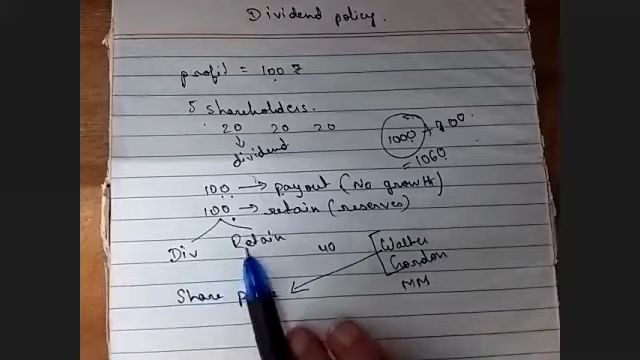 Dividend policy.
profit = 100 ₹
5 shareholders.
20 20 20
dividend
1000
= 1060
100 → payout (No growth)
100 → retain (reserves)
Div Retain 40
Walter
Gordon
MM
Share